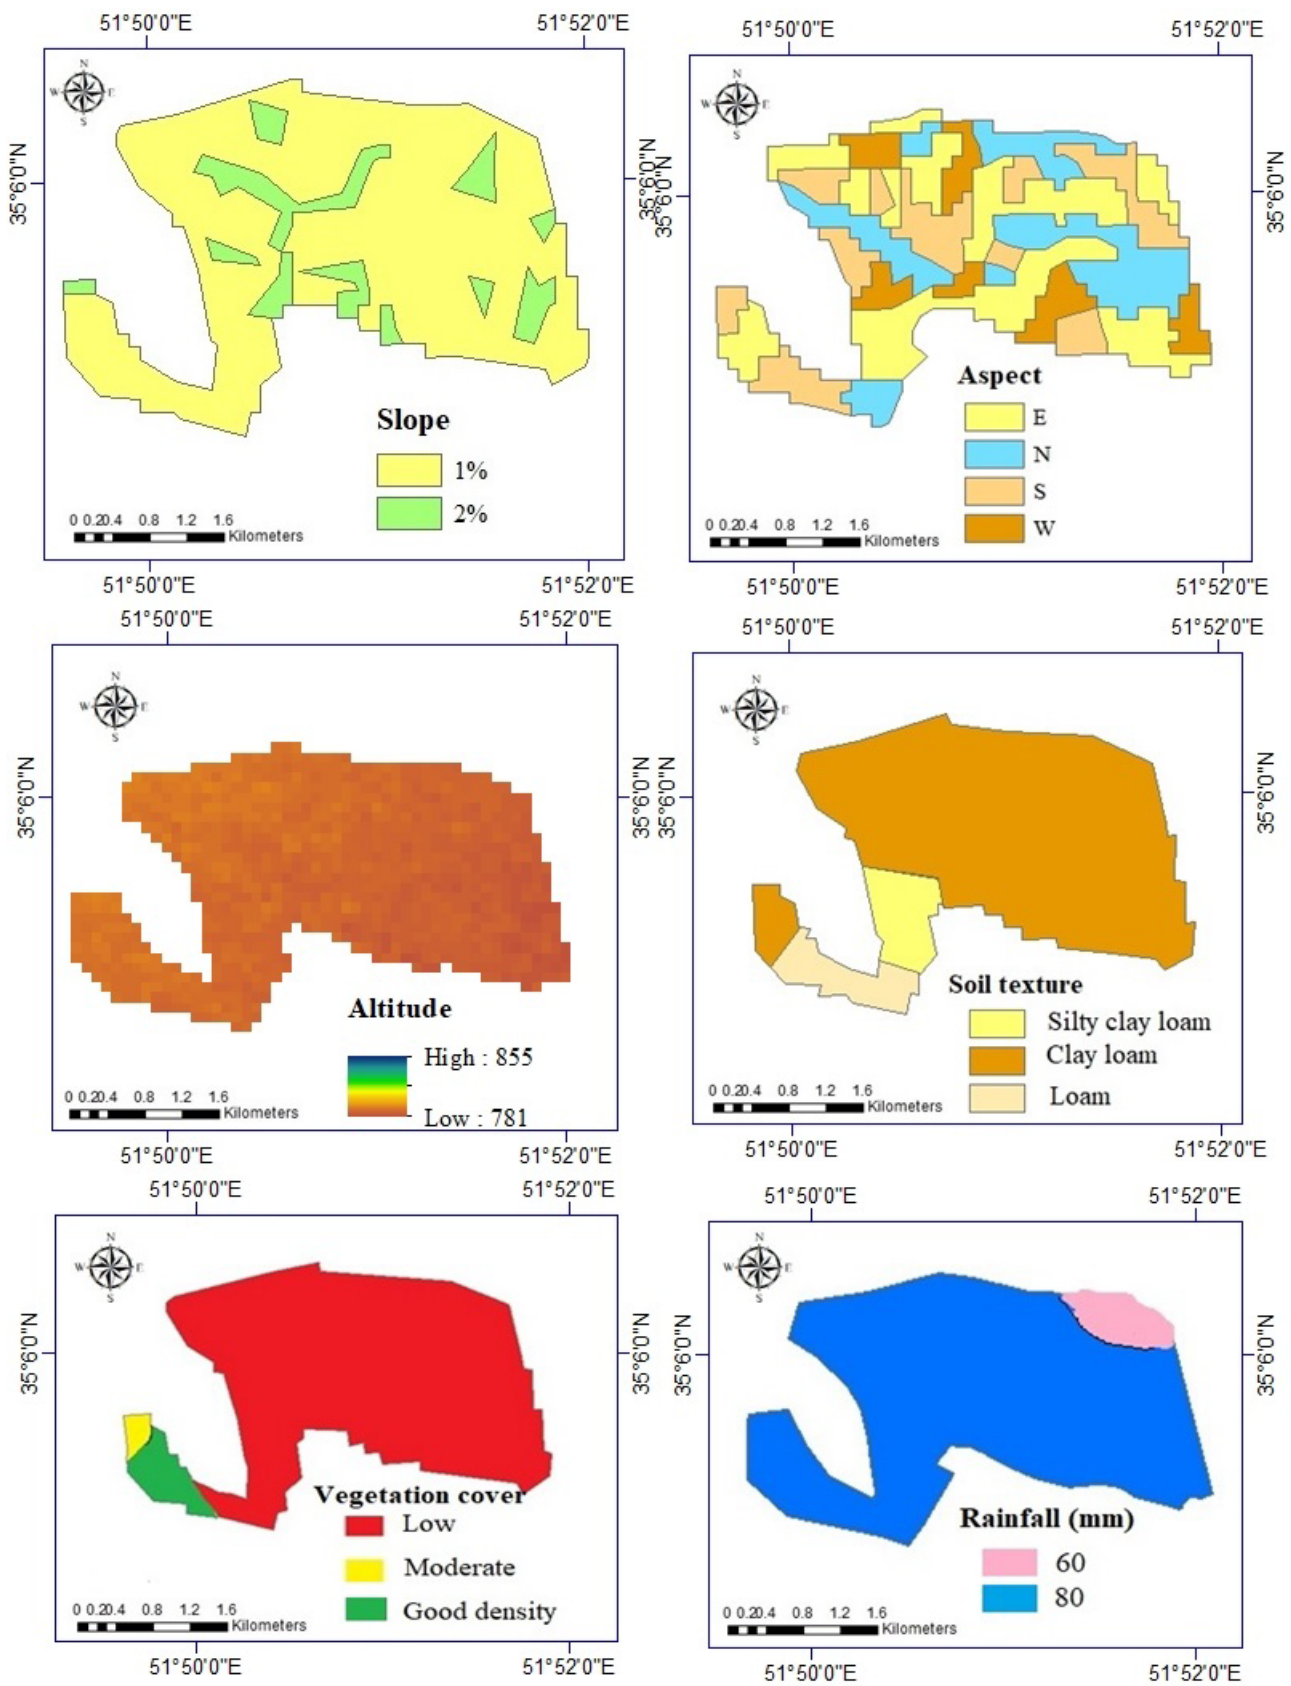 51°50'0"E 51°52'0"E
N
W E
S
35°6'0"N 35°6'0"N
Slope
1%
2%
0 0.20.4 0.8 1.2 1.6
Kilometers
51°50'0"E 51°52'0"E
51°50'0"E 51°52'0"E
N
W E
S
35°6'0"N 35°6'0"N
Aspect
E
N
S
W
0 0.20.4 0.8 1.2 1.6
Kilometers
51°50'0"E 51°52'0"E
51°50'0"E 51°52'0"E
N
W E
S
35°6'0"N 35°6'0"N
Altitude
High : 855
Low : 781
0 0.20.4 0.8 1.2 1.6
Kilometers
51°50'0"E 51°52'0"E
51°50'0"E 51°52'0"E
N
W E
S
35°6'0"N 35°6'0"N
Soil texture
Silty clay loam
Clay loam
Loam
0 0.20.4 0.8 1.2 1.6
Kilometers
51°50'0"E 51°52'0"E
51°50'0"E 51°52'0"E
N
W E
S
35°6'0"N 35°6'0"N
Vegetation cover
Low
Moderate
Good density
0 0.20.4 0.8 1.2 1.6
Kilometers
51°50'0"E 51°52'0"E
51°50'0"E 51°52'0"E
N
W E
S
35°6'0"N 35°6'0"N
Rainfall (mm)
60
80
0 0.20.4 0.8 1.2 1.6
Kilometers
51°50'0"E 51°52'0"E